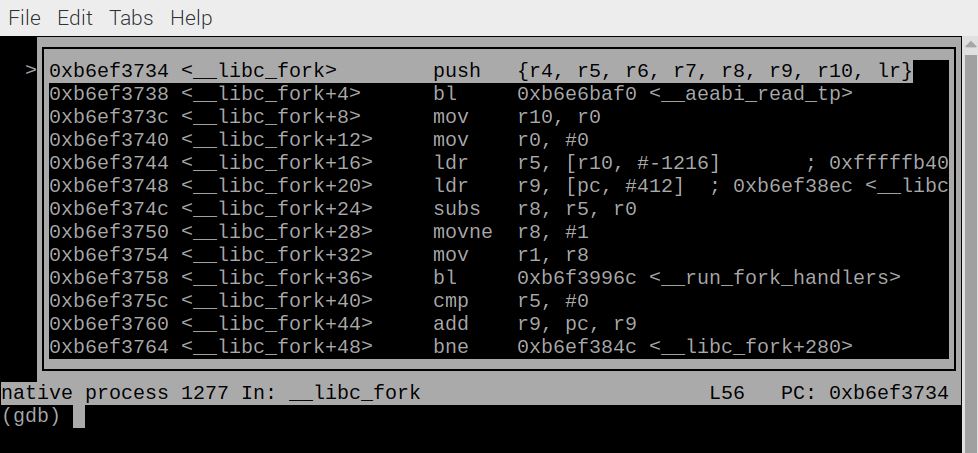 File Edit Tabs Help
> 0xb6ef3734 <__libc_fork> push {r4, r5, r6, r7, r8, r9, r10, lr}
0xb6ef3738 <__libc_fork+4> bl 0xb6e6baf0 <__aeabi_read_tp>
0xb6ef373c <__libc_fork+8> mov r10, r0
0xb6ef3740 <__libc_fork+12> mov r0, #0
0xb6ef3744 <__libc_fork+16> ldr r5, [r10, #-1216] ; 0xfffffb40
0xb6ef3748 <__libc_fork+20> ldr r9, [pc, #412] ; 0xb6ef38ec <__libc
0xb6ef374c <__libc_fork+24> subs r8, r5, r0
0xb6ef3750 <__libc_fork+28> movne r8, #1
0xb6ef3754 <__libc_fork+32> mov r1, r8
0xb6ef3758 <__libc_fork+36> bl 0xb6f3996c <__run_fork_handlers>
0xb6ef375c <__libc_fork+40> cmp r5, #0
0xb6ef3760 <__libc_fork+44> add r9, pc, r9
0xb6ef3764 <__libc_fork+48> bne 0xb6ef384c <__libc_fork+280>
native process 1277 In: __libc_fork L56 PC: 0xb6ef3734
(gdb)